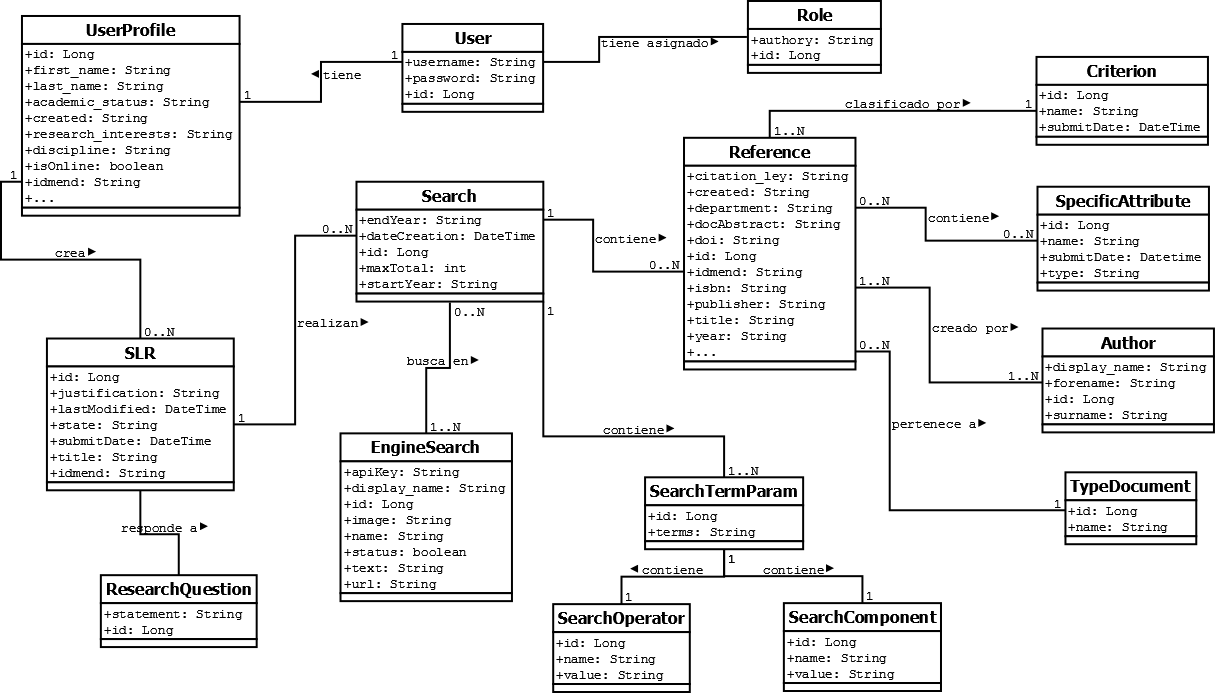 UserProfile
+id: Long
+first_name: String
+last_name: String
+academic_status: String
+created: String
+research_interests: String
+discipline: String
+isOnline: boolean
+idmend: String
+...
1
1
tiene
1
User
+username: String
+password: String
+id: Long
tiene asignado
Role
+authory: String
+id: Long
crea
0..N
SLR
+id: Long
+justification: String
+lastModified: DateTime
+state: String
+submitDate: DateTime
+title: String
+idmend: String
1
realizan
0..N
responde a
ResearchQuestion
+statement: String
+id: Long
Search
+endYear: String
+dateCreation: DateTime
+id: Long
+maxTotal: int
+startYear: String
0..N
busca en
1..N
EngineSearch
+apiKey: String
+display_name: String
+id: Long
+image: String
+name: String
+status: boolean
+text: String
+url: String
1
contiene
0..N
1
contiene
1..N
SearchTermParam
+id: Long
+terms: String
1
contiene
contiene
1
1
SearchOperator
+id: Long
+name: String
+value: String
SearchComponent
+id: Long
+name: String
+value: String
Reference
+citation_ley: String
+created: String
+department: String
+docAbstract: String
+doi: String
+id: Long
+idmend: String
+isbn: String
+publisher: String
+title: String
+year: String
+...
1..N
clasificado por
1
Criterion
+id: Long
+name: String
+submitDate: DateTime
0..N
contiene
0..N
SpecificAttribute
+id: Long
+name: String
+submitDate: Datetime
+type: String
1..N
creado por
1..N
Author
+display_name: String
+forename: String
+id: Long
+surname: String
0..N
pertenece a
1
TypeDocument
+id: Long
+name: String